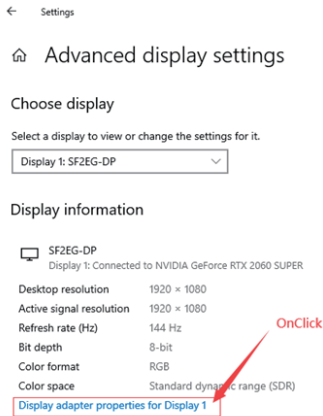 Settings
Advanced display settings
Choose display
Select a display to view or change the settings for it.
Display 1: SF2EG-DP
Display information
SF2EG-DP
Display 1: Connected to NVIDIA GeForce RTX 2060 SUPER
Desktop resolution 1920 × 1080
Active signal resolution 1920 × 1080
Refresh rate (Hz) 144 Hz
Bit depth 8-bit
OnClick
Color format RGB
Color space Standard dynamic range (SDR)
Display adapter properties for Display 1